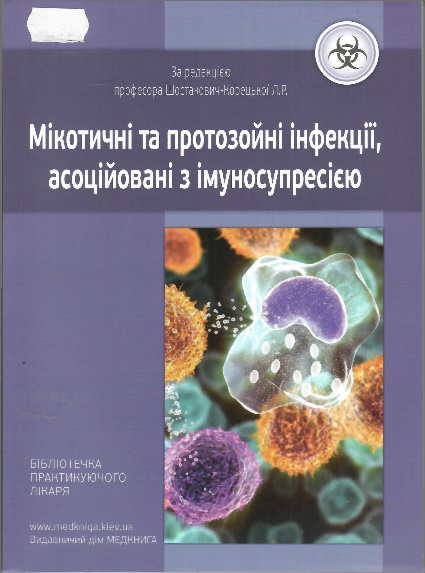 За редакцією
професора Шостакович-Корецької Л.Р.
Мікотичні та протозойні інфекції,
асоційовані з імуносупресією
БІБЛІОТЕЧКА
ПРАКТИКУЮЧОГО
ЛІКАРЯ
www.medkniga.kiev.ua
Видавничий дім МЕДКНИГА